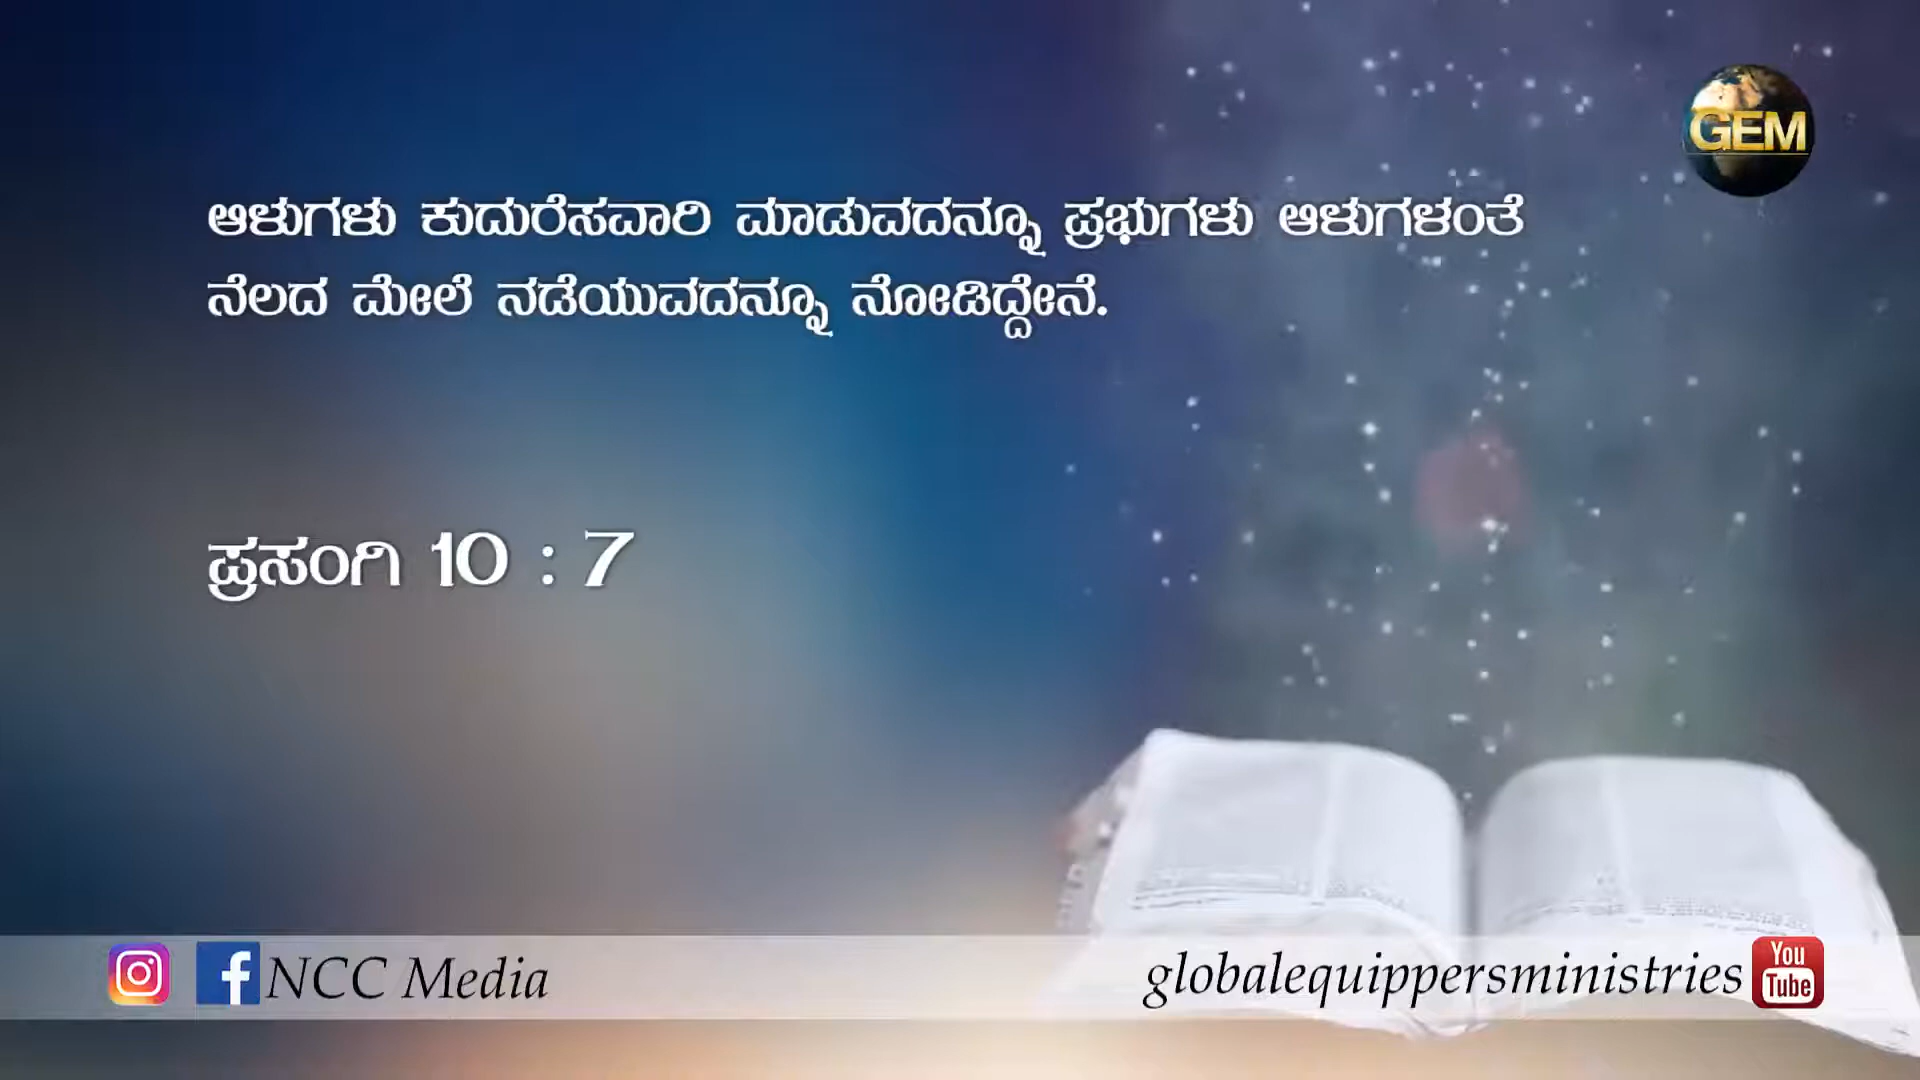 GEM
ಆಳುಗಳು ಕುದುರೆಸವಾರಿ ಮಾಡುವದನ್ನೂ ಪ್ರಭುಗಳು ಆಳುಗಳಂತೆ
ನೆಲದ ಮೇಲೆ ನಡೆಯುವದನ್ನೂ ನೋಡಿದ್ದೇನೆ.
ಪ್ರಸಂಗಿ 10 : 7
NCC Media
globalequippersministries
You
Tube